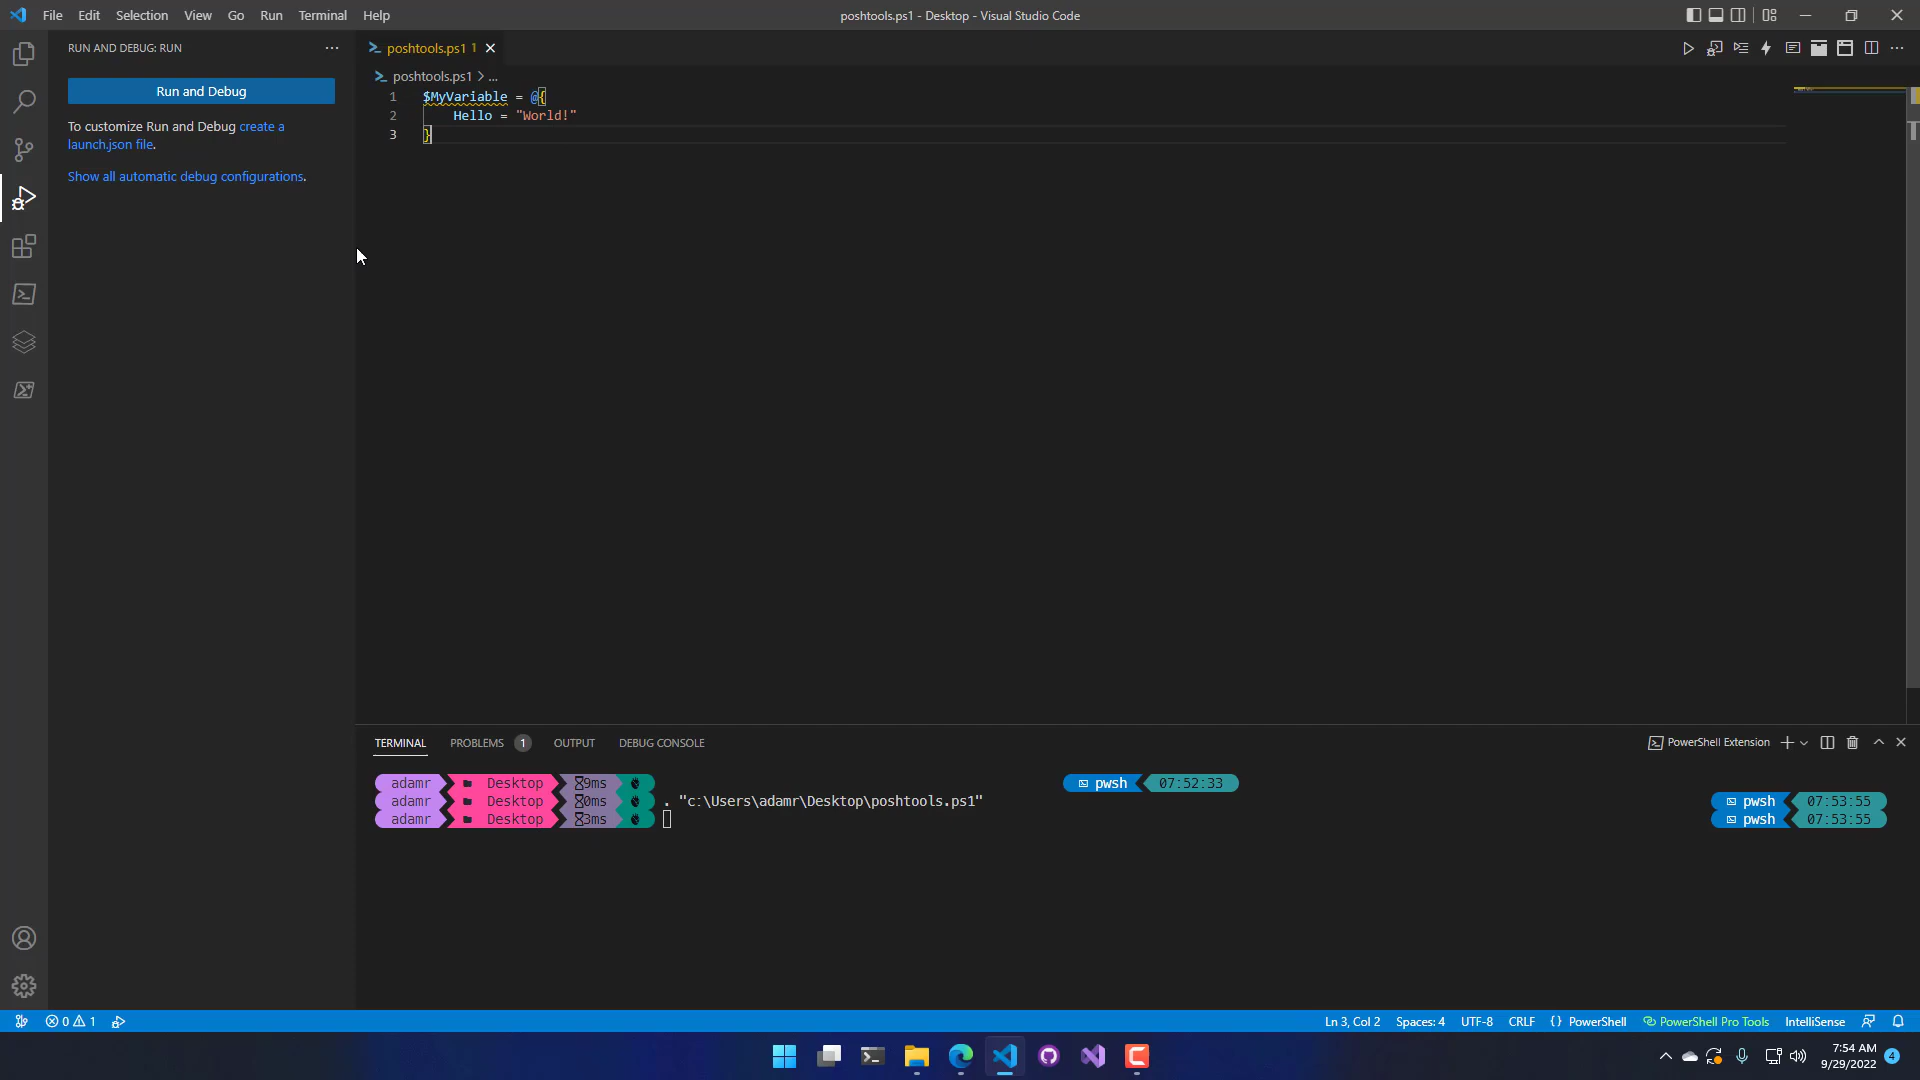 File Edit Selection View Go Run Terminal Help
poshtools.ps1 - Desktop - Visual Studio Code
RUN AND DEBUG: RUN
Run and Debug
To customize Run and Debug create a
launch.json file.
Show all automatic debug configurations.
poshtools.ps1 1
poshtools.ps1 > ...
1 $MyVariable = @{
2 Hello = "World!"
3 }
TERMINAL PROBLEMS 1 OUTPUT DEBUG CONSOLE
PowerShell Extension
adamr Desktop 9ms pwsh 07:52:33
adamr Desktop 0ms . "c:\Users\adamr\Desktop\poshtools.ps1" pwsh 07:53:55
adamr Desktop 3ms pwsh 07:53:55
0 1
Ln 3, Col 2 Spaces: 4 UTF-8 CRLF {} PowerShell PowerShell Pro Tools IntelliSense
7:54 AM
9/29/2022
4